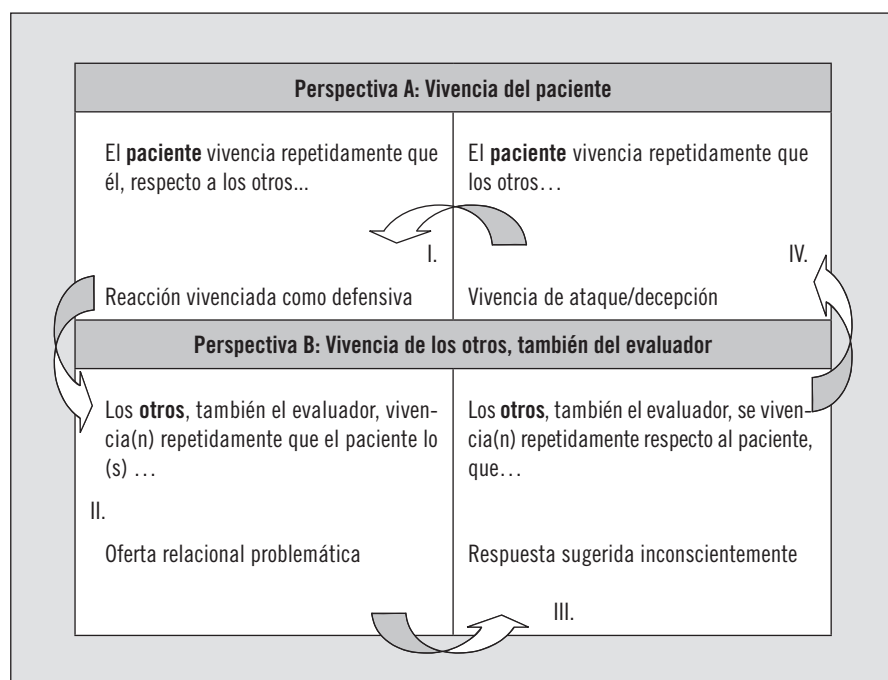 Perspectiva A: Vivencia del paciente
El paciente vivencia repetidamente que
él, respecto a los otros...
I.
Reacción vivenciada como defensiva
El paciente vivencia repetidamente que
los otros…
IV.
Vivencia de ataque/decepción
Perspectiva B: Vivencia de los otros, también del evaluador
Los otros, también el evaluador, viven-
cia(n) repetidamente que el paciente lo
(s) …
II.
Oferta relacional problemática
Los otros, también el evaluador, se viven-
cia(n) repetidamente respecto al paciente,
que…
Respuesta sugerida inconscientemente
III.